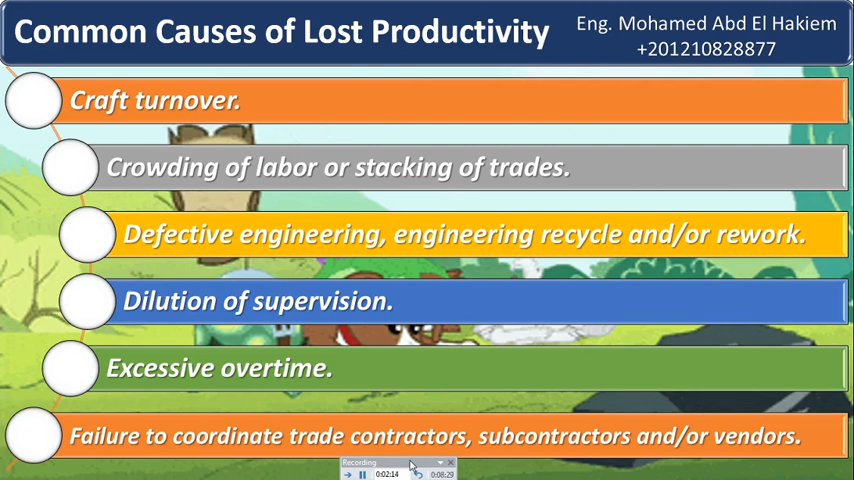 Common Causes of Lost Productivity
Eng. Mohamed Abd El Hakiem
+201210828877
Craft turnover.
Crowding of labor or stacking of trades.
Defective engineering, engineering recycle and/or rework.
Dilution of supervision.
Excessive overtime.
Failure to coordinate trade contractors, subcontractors and/or vendors.
Recording
0:02:14
0:08:29